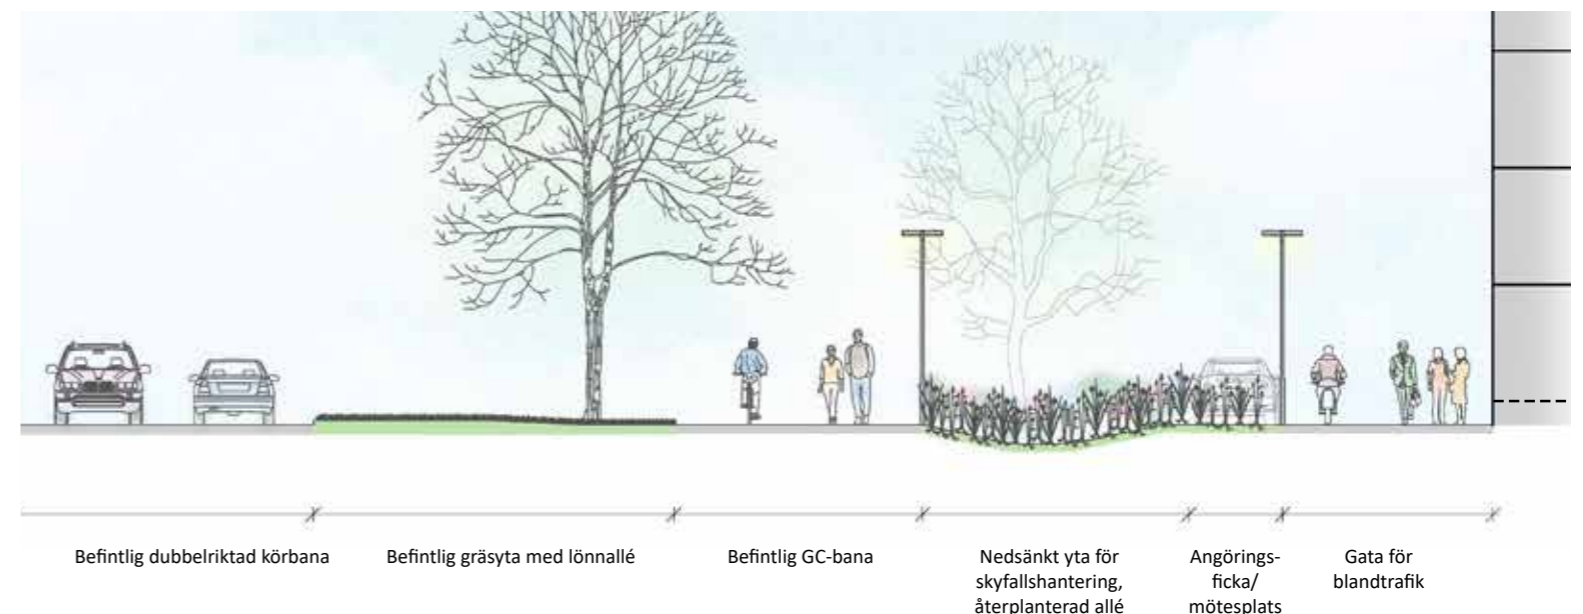 Befintlig dubbelriktad körbana
Befintlig gräsyta med lönnallé
Befintlig GC-bana
Nedsänkt yta för
skyfallshantering,
återplanterad allé
Angörings-
ficka/
mötesplats
Gata för
blandtrafik